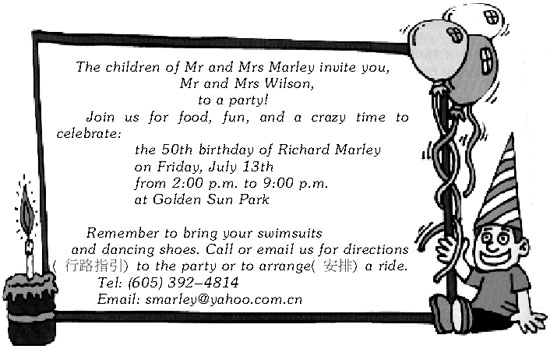 The children of Mr and Mrs Marley invite you,
Mr and Mrs Wilson,
to a party!
Join us for food, fun, and a crazy time to
celebrate:
the 50th birthday of Richard Marley
on Friday, July 13th
from 2:00 p.m. to 9:00 p.m.
at Golden Sun Park
Remember to bring your swimsuits
and dancing shoes. Call or email us for directions
( 行路指引) to the party or to arrange( 安排) a ride.
Tel: (605) 392–4814
Email: smarley@yahoo.com.cn